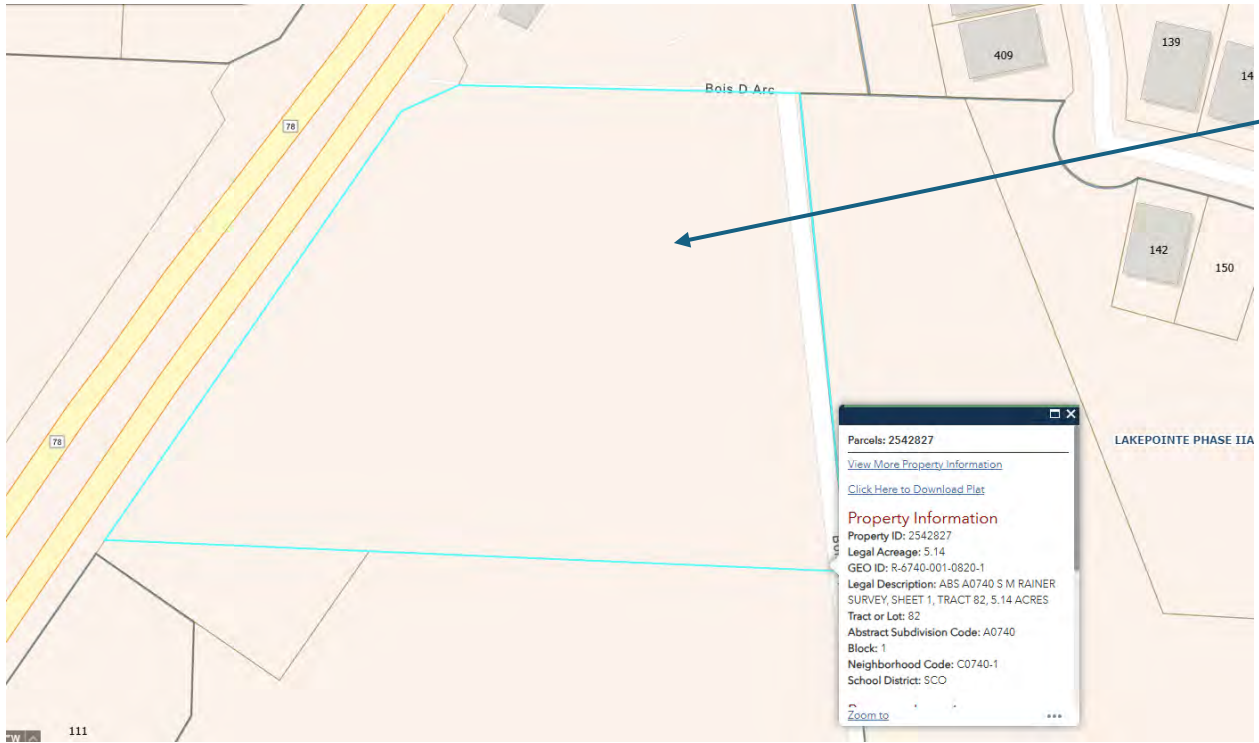 139
409
14
Bois D Arc
78
142
150
78
LAKEPOINTE PHASE IIA
Parcels: 2542827
View More Property Information
Click Here to Download Plat
Property Information
Property ID: 2542827
Legal Acreage: 5.14
GEO ID: R-6740-001-0820-1
Legal Description: ABS A0740 S M RAINER
SURVEY, SHEET 1, TRACT 82, 5.14 ACRES
Tract or Lot: 82
Abstract Subdivision Code: A0740
Block: 1
Neighborhood Code: C0740-1
School District: SCO
Zoom to
111